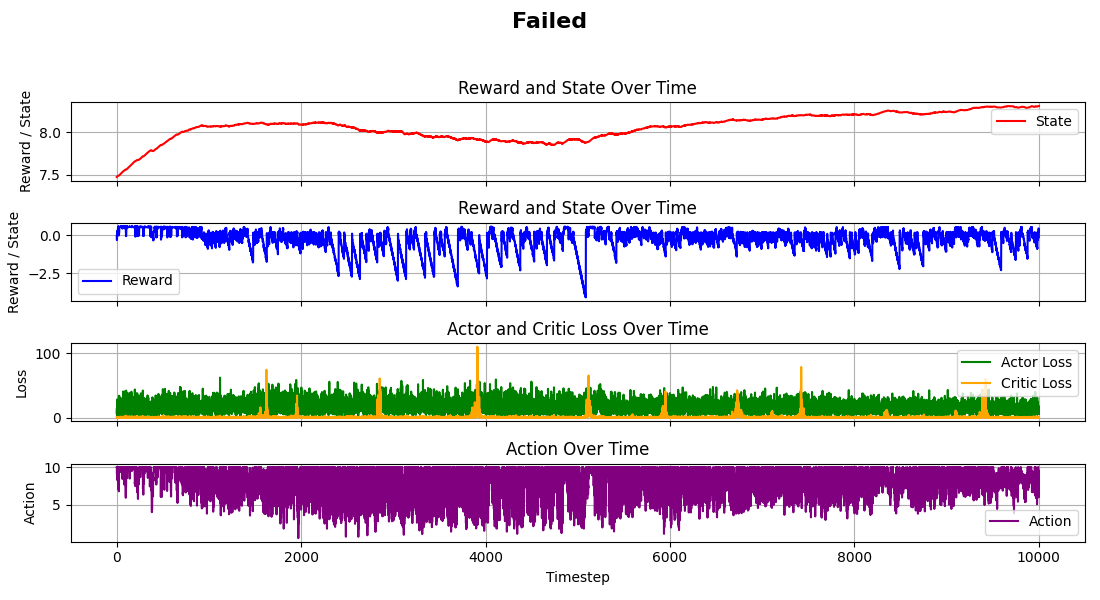 Failed
Reward and State Over Time
Reward / State
8.0
7.5
State
Reward and State Over Time
Reward / State
0.0
−2.5
Reward
Actor and Critic Loss Over Time
Loss
100
0
Actor Loss
Critic Loss
Action Over Time
Action
10
5
Action
0 2000 4000 6000 8000 10000
Timestep